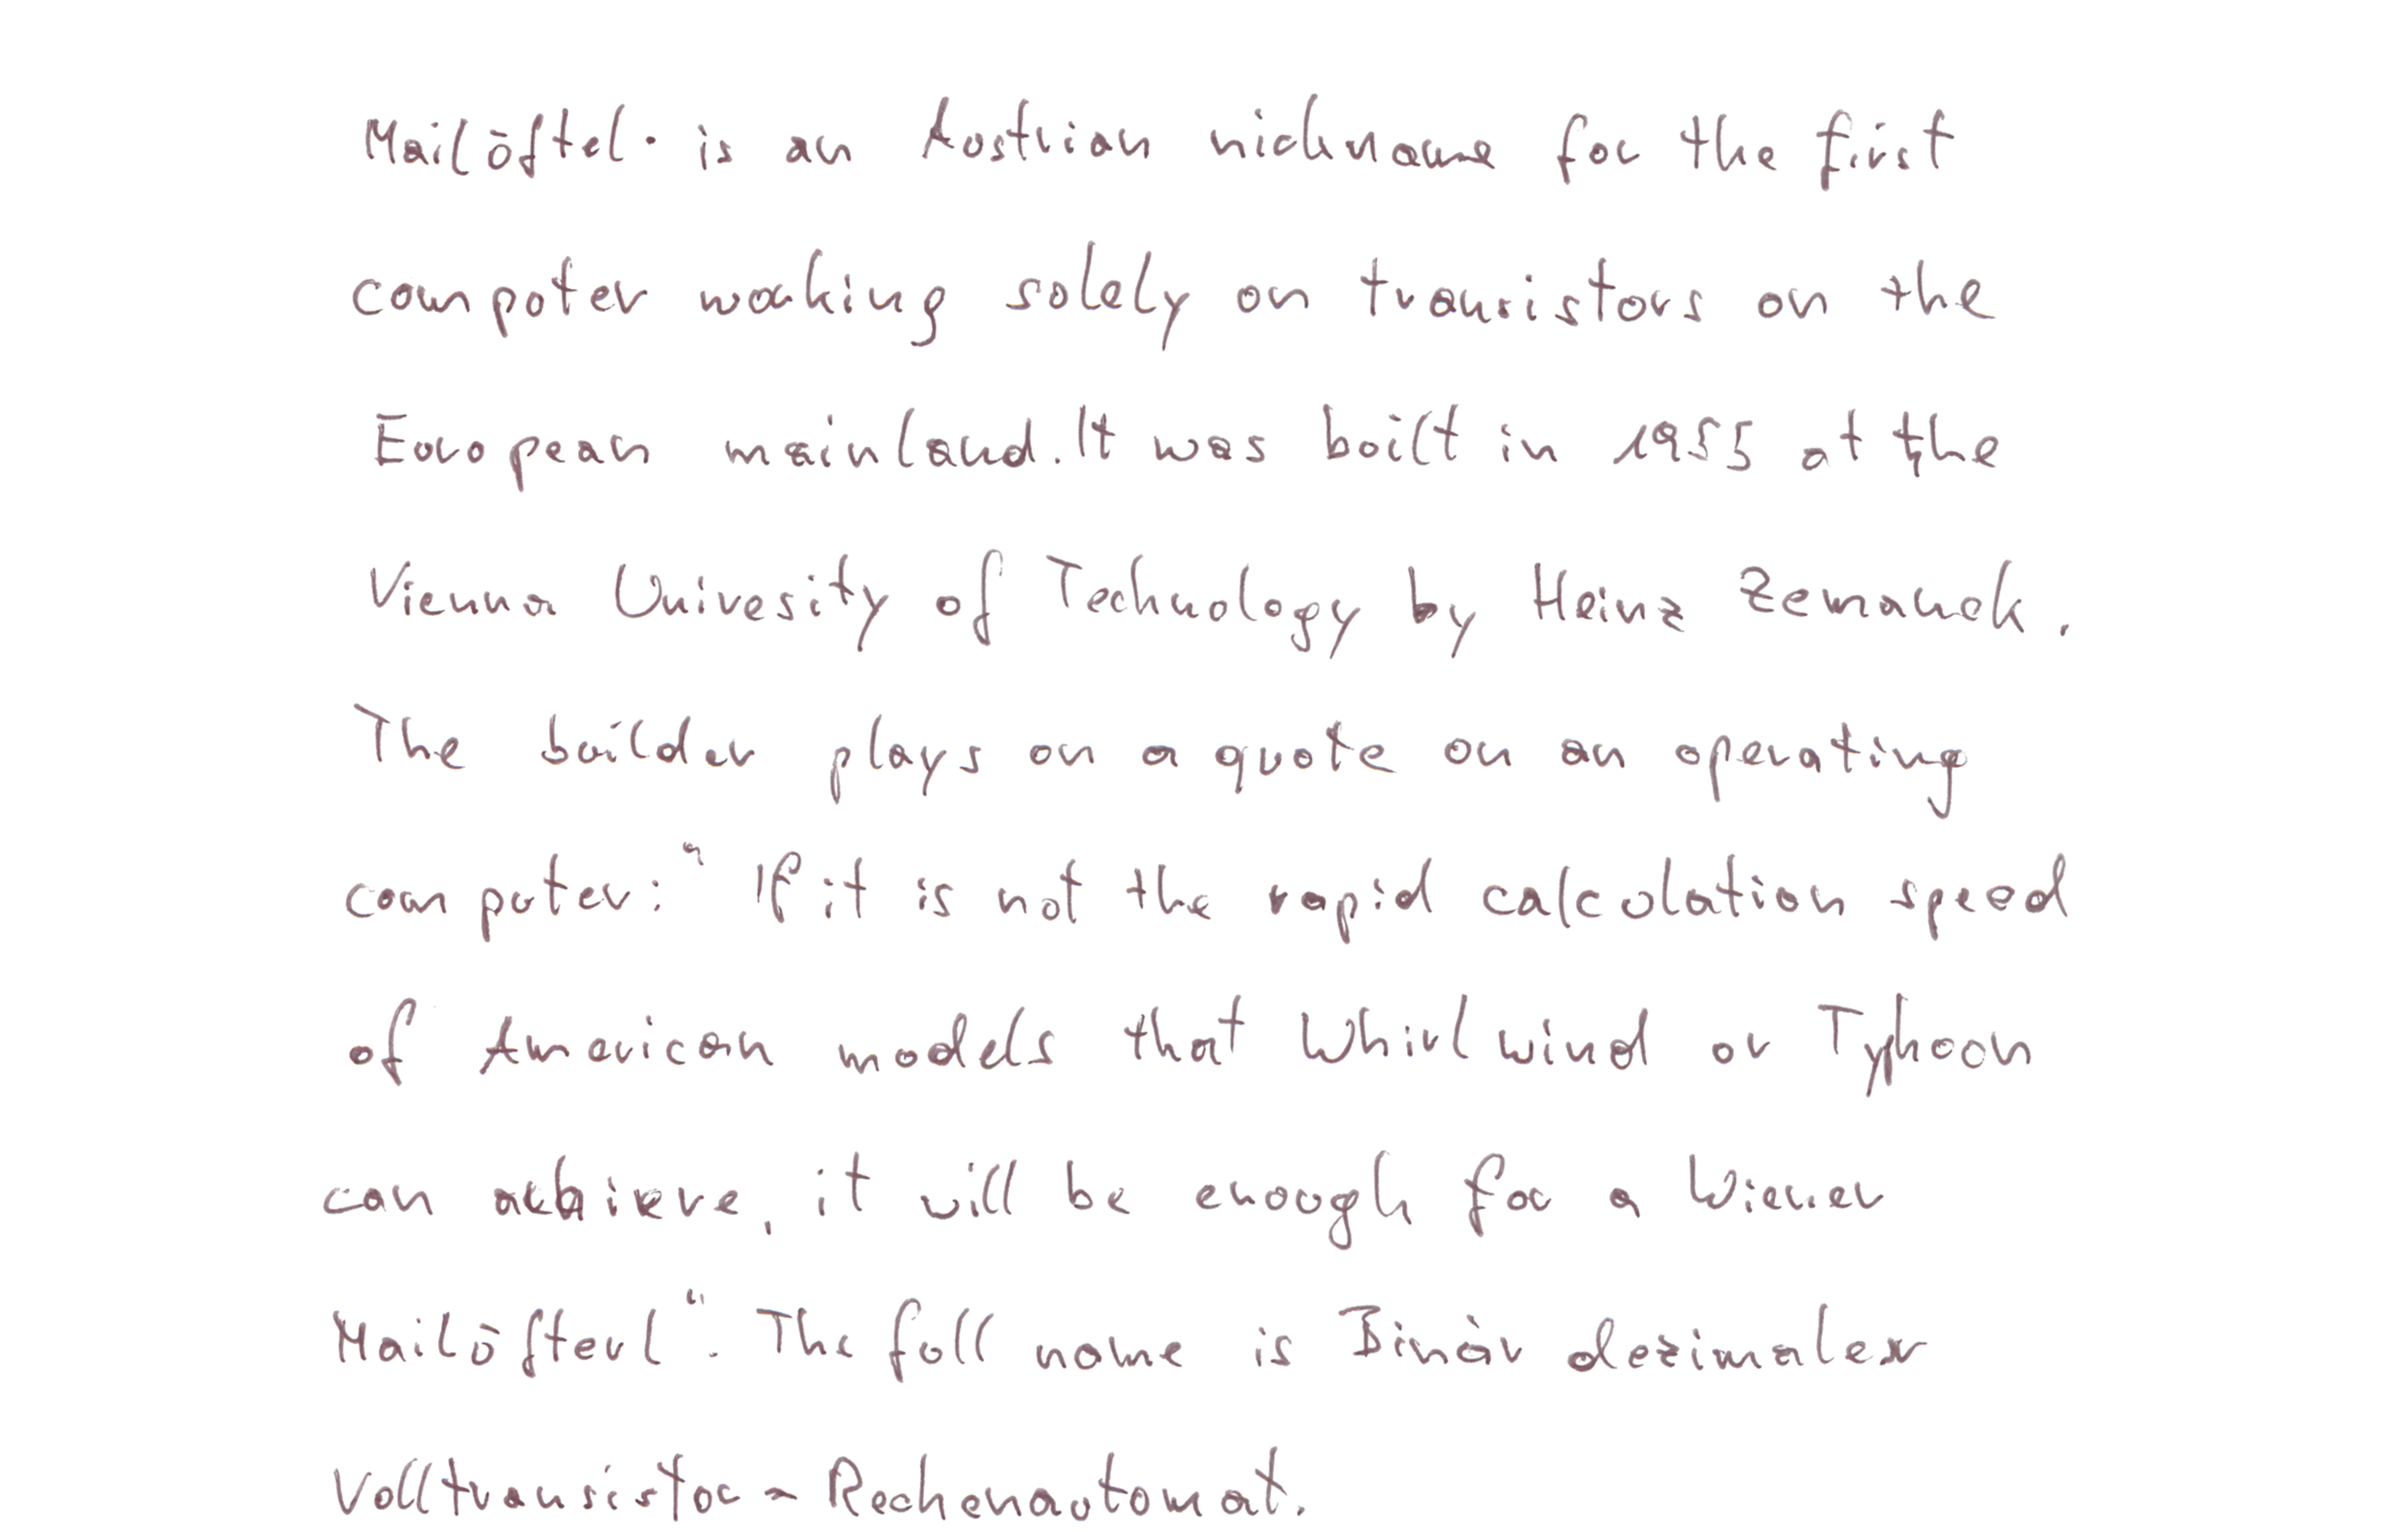 Mailöftel is an Austrian nickname for the first
computer working solely on transistors on the
European mainland. It was built in 1955 at the
Vienna Univesity of Technology by Heinz Zemanek.
The builder plays on a quote on an operating
computer: " If it is not the rapid calculation speed
of American models that Whirlwind or Typhoon
can achieve, it will be enough for a Wiener
Mailöfterl". The full name is Binär dezimaler
Volltransistor-Rechenautomat.